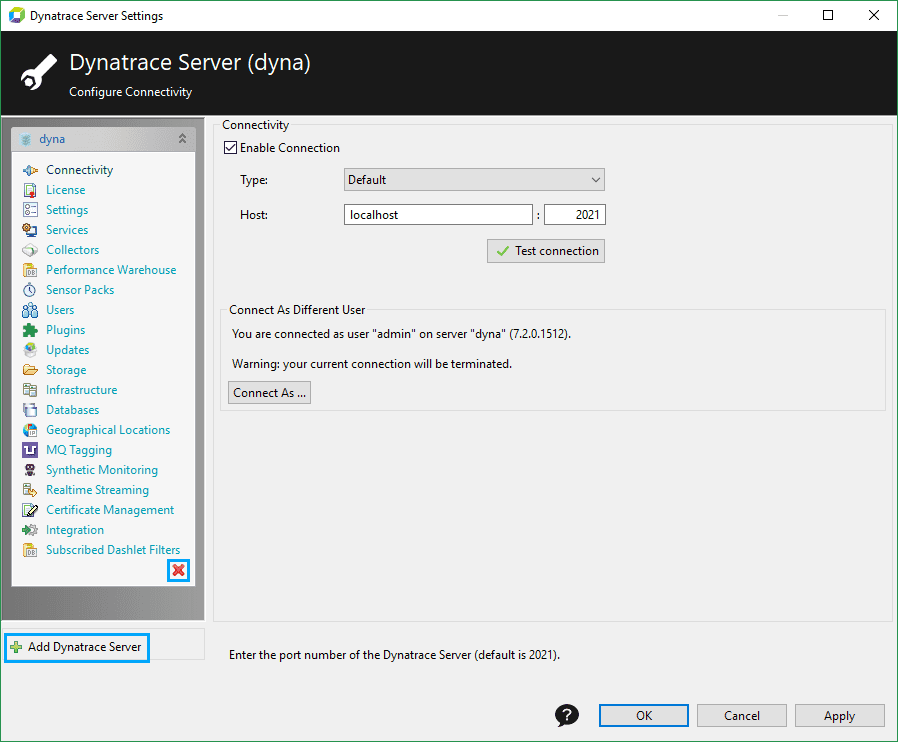 Dynatrace Server Settings
Dynatrace Server (dyna)
Configure Connectivity
dyna
Connectivity
License
Settings
Services
Collectors
Performance Warehouse
Sensor Packs
Users
Plugins
Updates
Storage
Infrastructure
Databases
Geographical Locations
MQ Tagging
Synthetic Monitoring
Realtime Streaming
Certificate Management
Integration
Subscribed Dashlet Filters
Add Dynatrace Server
Connectivity
Enable Connection
Type: Default
Host: localhost : 2021
Test connection
Connect As Different User
You are connected as user "admin" on server "dyna" (7.2.0.1512).
Warning: your current connection will be terminated.
Connect As ...
Enter the port number of the Dynatrace Server (default is 2021).
? OK Cancel Apply